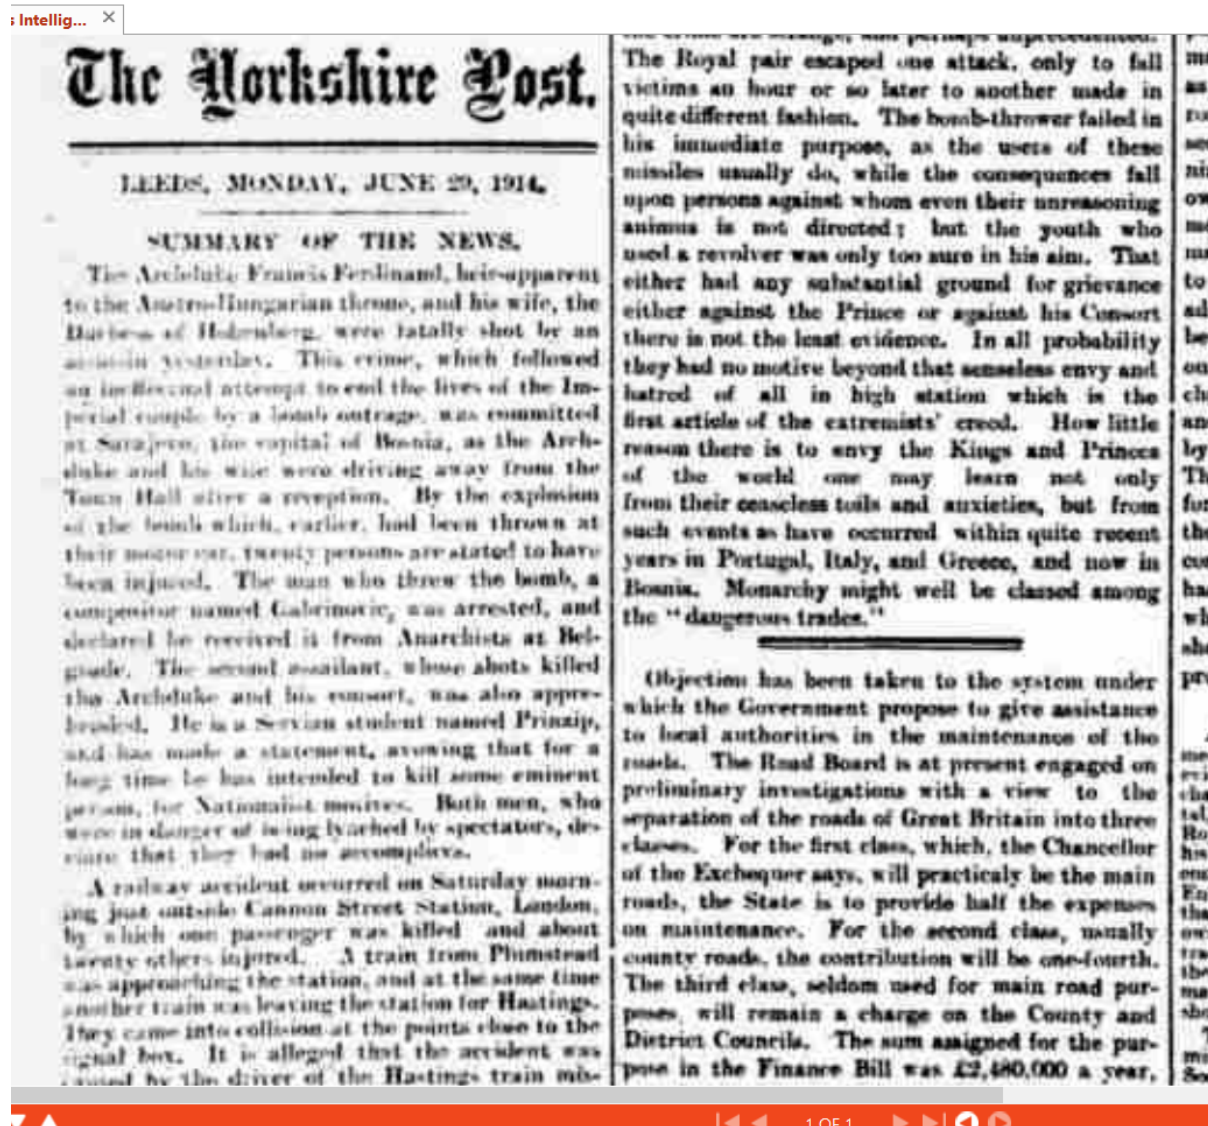 s Intellig...
The Yorkshire Post.
LEEDS, MONDAY, JUNE 29, 1914.
SUMMARY OF THE NEWS.
The Archduke Francis Ferdinand, heir-apparent
to the Austro-Hungarian throne, and his wife, the
Duchess of Hohenberg, were fatally shot by an
assassin yesterday. This crime, which followed
an ineffectual attempt to end the lives of the Im-
perial couple by a bomb outrage, was committed
at Sarajevo, the capital of Bosnia, as the Arch-
duke and his wife were driving away from the
Town Hall after a reception. By the explosion
of the bomb which, earlier, had been thrown at
their motor car, twenty persons are stated to have
been injured. The man who threw the bomb, a
compositor named Gabrinovic, was arrested, and
declared he received it from Anarchists at Bel-
grade. The second assailant, whose shots killed
the Archduke and his consort, was also appre-
hended. He is a Servian student named Prinzip,
and has made a statement, avowing that for a
long time he has intended to kill some eminent
person, for Nationalist motives. Both men, who
were in danger of being lynched by spectators, de-
clare that they had no accomplices.
A railway accident occurred on Saturday morn-
ing just outside Cannon Street Station, London,
by which one passenger was killed and about
twenty others injured. A train from Plumstead
was approaching the station, and at the same time
another train was leaving the station for Hastings.
They came into collision at the points close to the
signal box. It is alleged that the accident was
caused by the driver of the Hastings train mis-
the crime are strange, and perhaps unprecedented.
The Royal pair escaped one attack, only to fall
victims an hour or so later to another made in
quite different fashion. The bomb-thrower failed in
his immediate purpose, as the users of these
missiles usually do, while the consequences fall
upon persons against whom even their unreasoning
animus is not directed; but the youth who
used a revolver was only too sure in his aim. That
either had any substantial ground for grievance
either against the Prince or against his Consort
there is not the least evidence. In all probability
they had no motive beyond that senseless envy and
hatred of all in high station which is the
first article of the extremists' creed. How little
reason there is to envy the Kings and Princes
of the world one may learn not only
from their ceaseless toils and anxieties, but from
such events as have occurred within quite recent
years in Portugal, Italy, and Greece, and now in
Bosnia. Monarchy might well be classed among
the "dangerous trades."
Objection has been taken to the system under
which the Government propose to give assistance
to local authorities in the maintenance of the
roads. The Road Board is at present engaged on
preliminary investigations with a view to the
separation of the roads of Great Britain into three
classes. For the first class, which, the Chancellor
of the Exchequer says, will practicaly be the main
roads, the State is to provide half the expenses
on maintenance. For the second class, usually
county roads, the contribution will be one-fourth.
The third class, seldom used for main road pur-
poses, will remain a charge on the County and
District Councils. The sum assigned for the pur-
pose in the Finance Bill was £2,480,000 a year,
1 OF 1